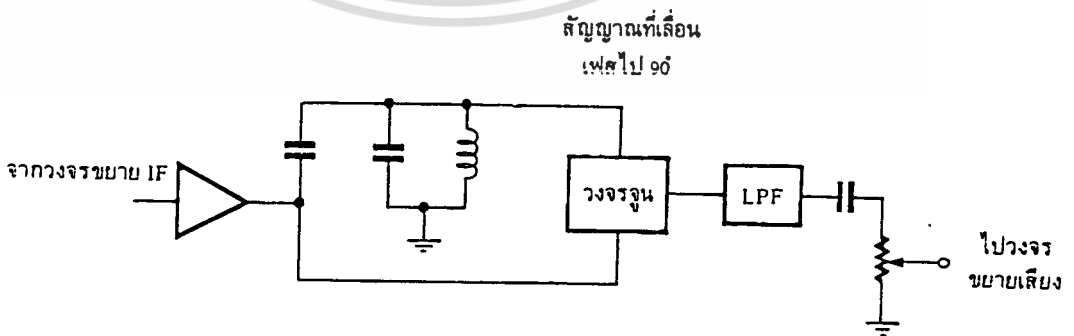 สัญญาณที่เลื่อน
เฟสไป 90°
จากวงจรขยาย IF
วงจรจูน
LPF
ไปวงจร
ขยายเสียง